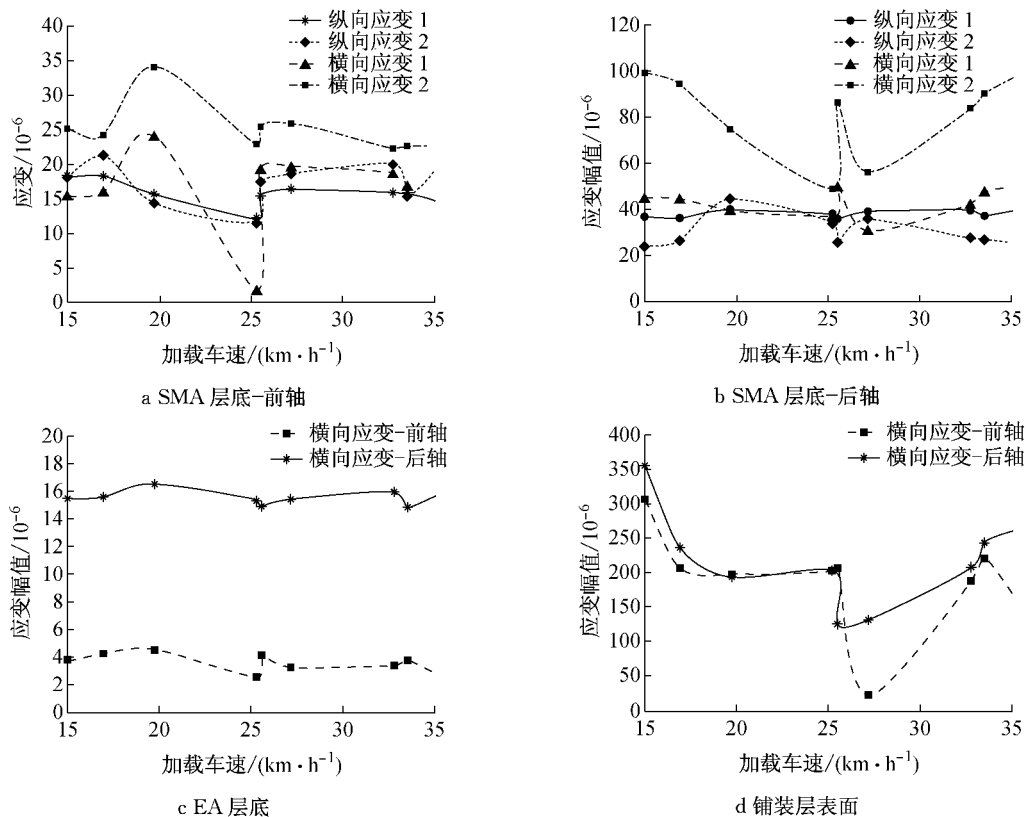 纵向应变 1
纵向应变 2
横向应变 1
横向应变 2
40
35
30
25
20
15
10
5
0
应变/10⁻⁶
15
20
25
30
35
加载车速/(km·h⁻¹)
a SMA 层底-前轴
纵向应变 1
纵向应变 2
横向应变 1
横向应变 2
120
100
80
60
40
20
0
应变幅值/10⁻⁶
15
20
25
30
35
加载车速/(km·h⁻¹)
b SMA 层底-后轴
横向应变-前轴
横向应变-后轴
20
18
16
14
12
10
8
6
4
2
0
应变幅值/10⁻⁶
15
20
25
30
35
加载车速/(km·h⁻¹)
c EA 层底
横向应变-前轴
横向应变-后轴
400
350
300
250
200
150
100
50
0
应变幅值/10⁻⁶
15
20
25
30
35
加载车速/(km·h⁻¹)
d 铺装层表面